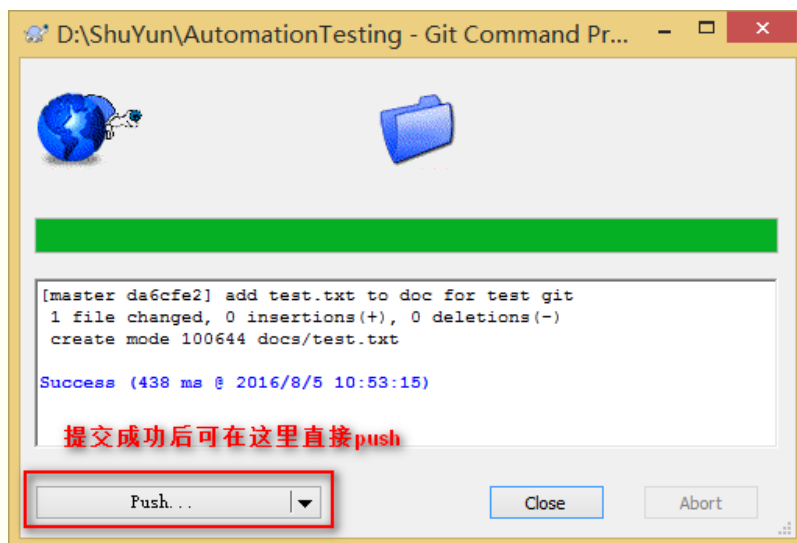 D:\ShuYun\AutomationTesting - Git Command Pr...
[master da6cfe2] add test.txt to doc for test git
1 file changed, 0 insertions(+), 0 deletions(-)
create mode 100644 docs/test.txt
Success (438 ms @ 2016/8/5 10:53:15)
提交成功后可在这里直接push
Push...
Close
Abort